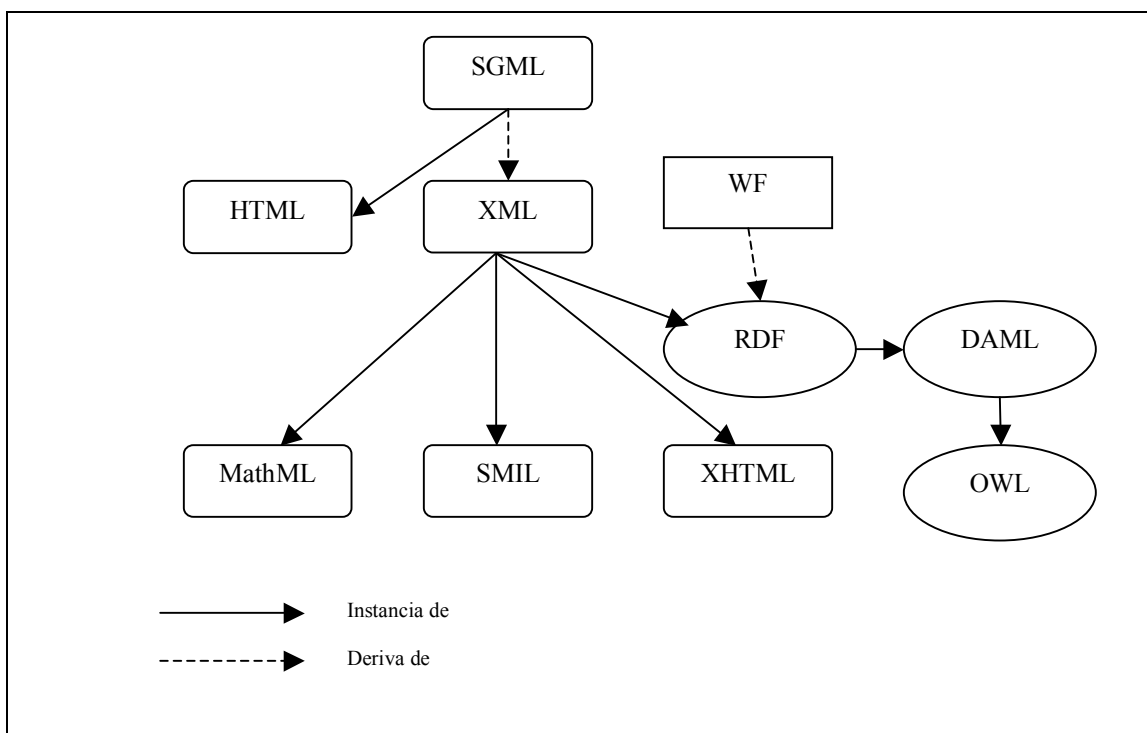 SGML
HTML
XML
WF
RDF
DAML
MathML
SMIL
XHTML
OWL
Instancia de
Deriva de